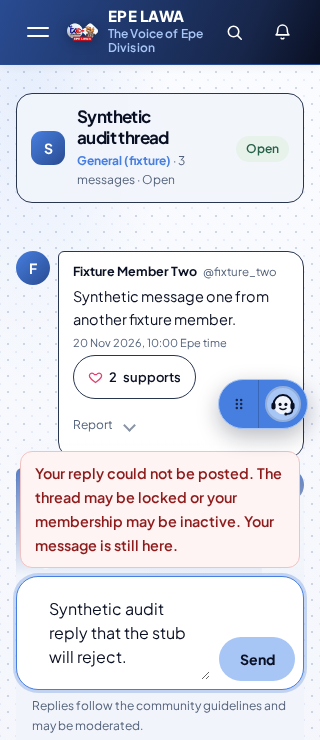 EPE LAWA
The Voice of Epe
Division
Synthetic
audit thread
S
General (fixture) · 3
messages · Open
Open
F
Fixture Member Two @fixture_two
Synthetic message one from
another fixture member.
20 Nov 2026, 10:00 Epe time
2 supports
Report
Your reply could not be posted. The
thread may be locked or your
membership may be inactive. Your
message is still here.
Synthetic audit
reply that the stub
will reject.
Send
Replies follow the community guidelines and
may be moderated.